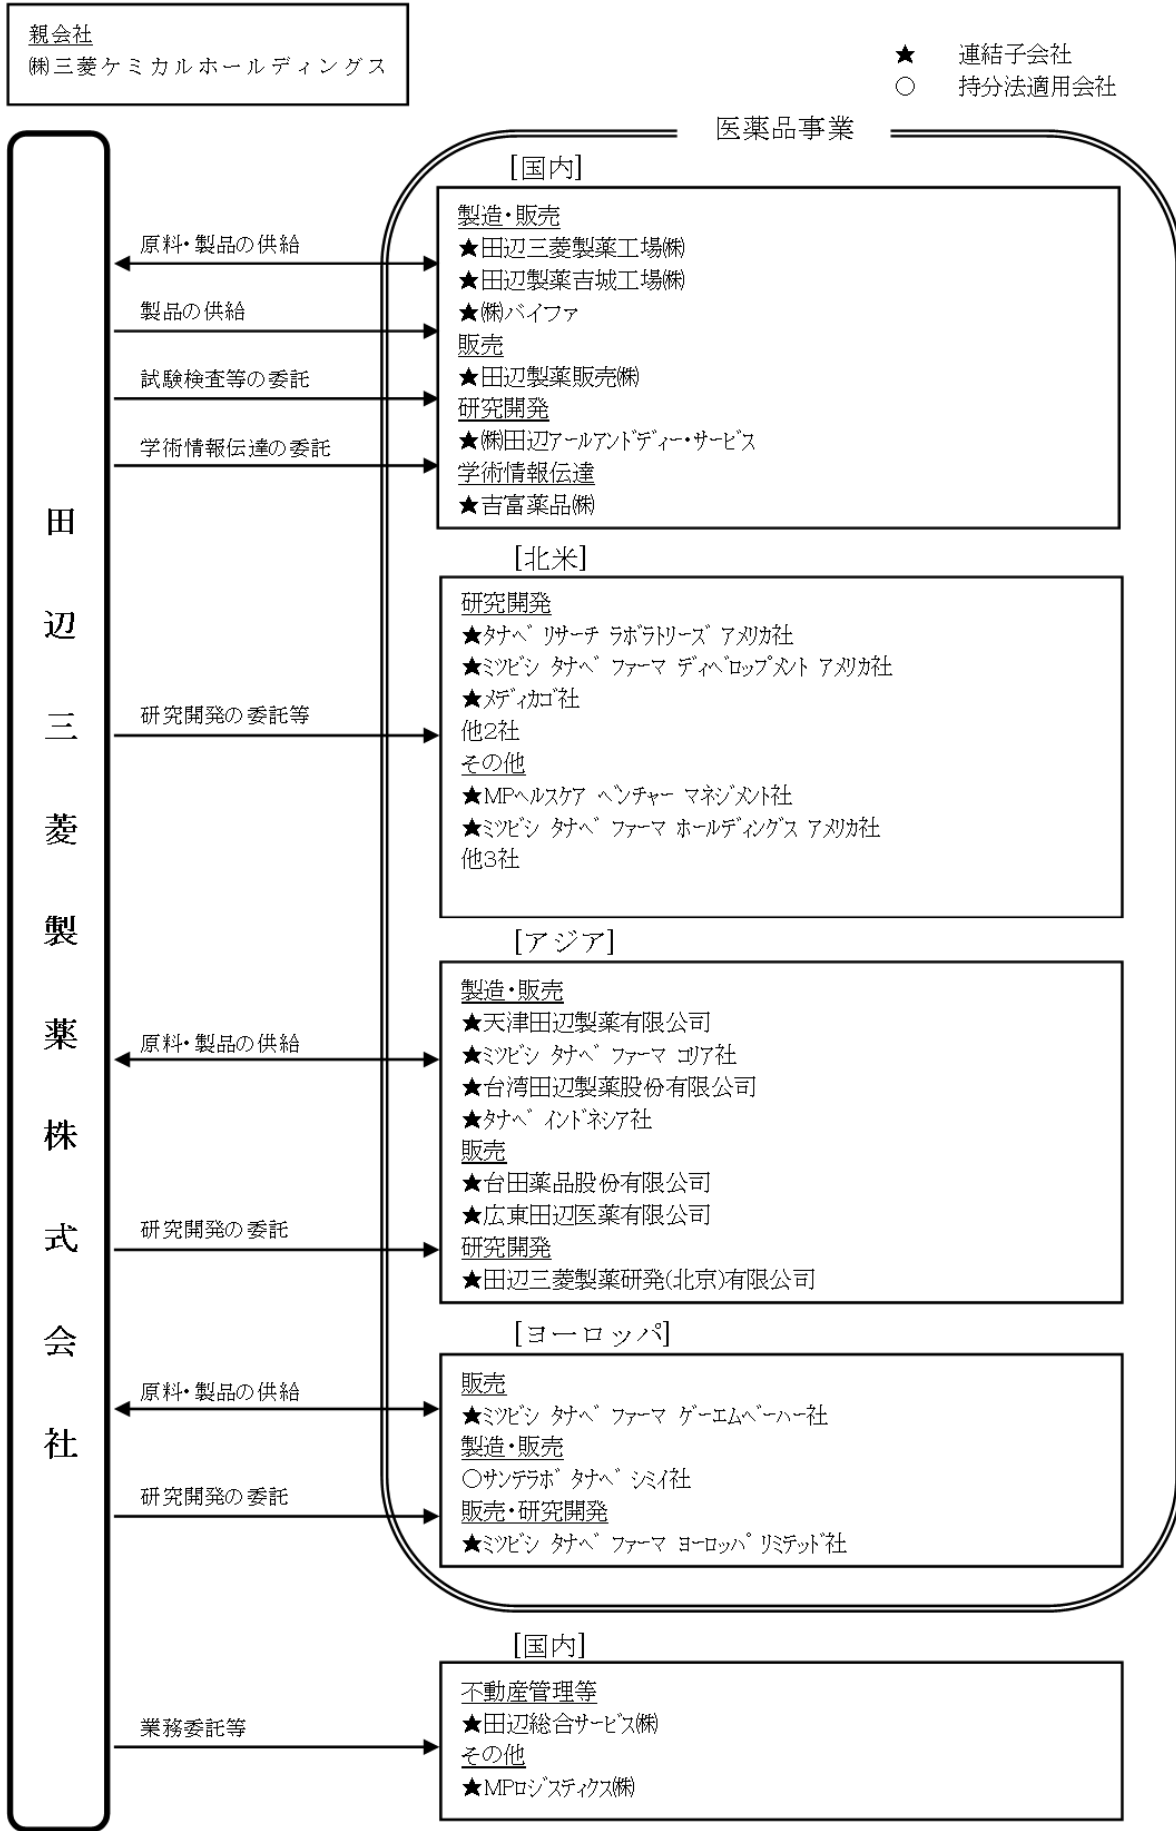 親会社
㈱三菱ケミカルホールディングス
★ 連結子会社
○ 持分法適用会社
田辺三菱製薬株式会社
医薬品事業
[国内]
原料・製品の供給
製品の供給
試験検査等の委託
学術情報伝達の委託
製造・販売
★田辺三菱製薬工場㈱
★田辺製薬吉城工場㈱
★㈱バイファ
販売
★田辺製薬販売㈱
研究開発
★㈱田辺アールアンドディー・サービス
学術情報伝達
★吉富薬品㈱
[北米]
研究開発の委託等
研究開発
★タナベ リサーチ ラボラトリーズ アメリカ社
★ミツビシ タナベ ファーマ ディベロップメント アメリカ社
★メディカゴ社
他2社
その他
★MPヘルスケア ベンチャー マネジメント社
★ミツビシ タナベ ファーマ ホールディングス アメリカ社
他3社
[アジア]
原料・製品の供給
研究開発の委託
製造・販売
★天津田辺製薬有限公司
★ミツビシ タナベ ファーマ コリア社
★台湾田辺製薬股份有限公司
★タナベ インドネシア社
販売
★台田薬品股份有限公司
★広東田辺医薬有限公司
研究開発
★田辺三菱製薬研発(北京)有限公司
[ヨーロッパ]
原料・製品の供給
研究開発の委託
販売
★ミツビシ タナベ ファーマ ゲーエムベーハー社
製造・販売
○サンテラボ タナベ シミイ社
販売・研究開発
★ミツビシ タナベ ファーマ ヨーロッパ リミテッド社
[国内]
業務委託等
不動産管理等
★田辺総合サービス㈱
その他
★MPロジスティクス㈱